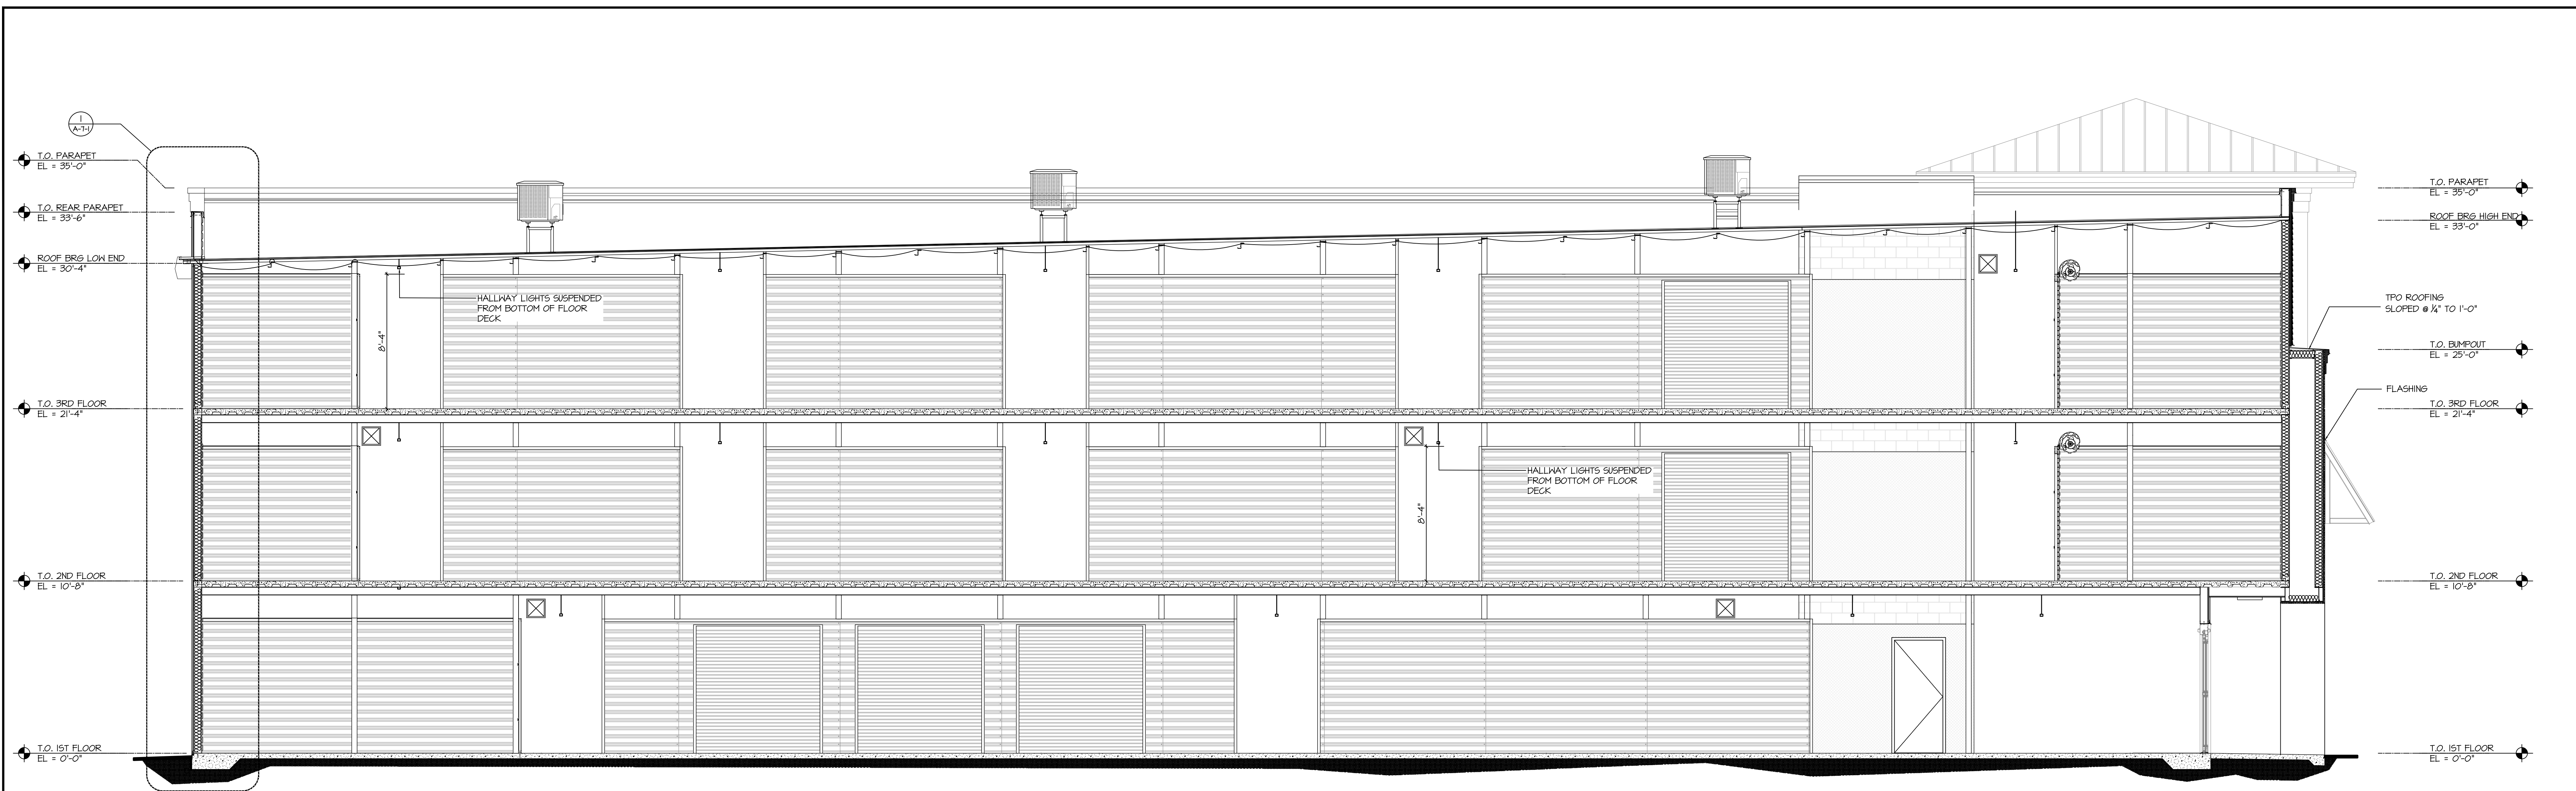 1
A-7-1
T.O. PARAPET
EL = 35'-0"
T.O. REAR PARAPET
EL = 33'-6"
ROOF BRG LOW END
EL = 30'-4"
T.O. 3RD FLOOR
EL = 21'-4"
T.O. 2ND FLOOR
EL = 10'-8"
T.O. 1ST FLOOR
EL = 0'-0"
8'-4"
HALLWAY LIGHTS SUSPENDED
FROM BOTTOM OF FLOOR
DECK
8'-4"
HALLWAY LIGHTS SUSPENDED
FROM BOTTOM OF FLOOR
DECK
T.O. PARAPET
EL = 35'-0"
ROOF BRG HIGH END
EL = 33'-0"
TPO ROOFING
SLOPED @ 1/4" TO 1'-0"
T.O. BUMPOUT
EL = 25'-0"
FLASHING
T.O. 3RD FLOOR
EL = 21'-4"
T.O. 2ND FLOOR
EL = 10'-8"
T.O. 1ST FLOOR
EL = 0'-0"